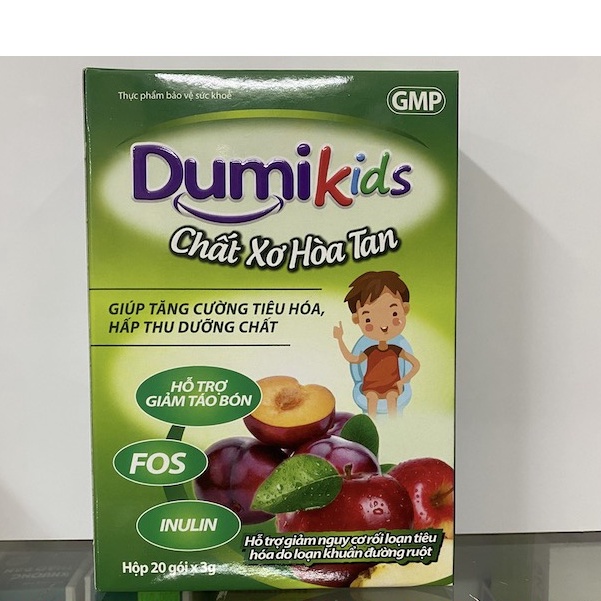 Thực phẩm bảo vệ sức khoẻ
GMP
Dumikids
Chất Xơ Hòa Tan
GIÚP TĂNG CƯỜNG TIÊU HÓA,
HẤP THU DƯỠNG CHẤT
HỖ TRỢ
GIẢM TÁO BÓN
FOS
INULIN
Hỗ trợ giảm nguy cơ rối loạn tiêu
hóa do loạn khuẩn đường ruột
Hộp 20 gói x 3g